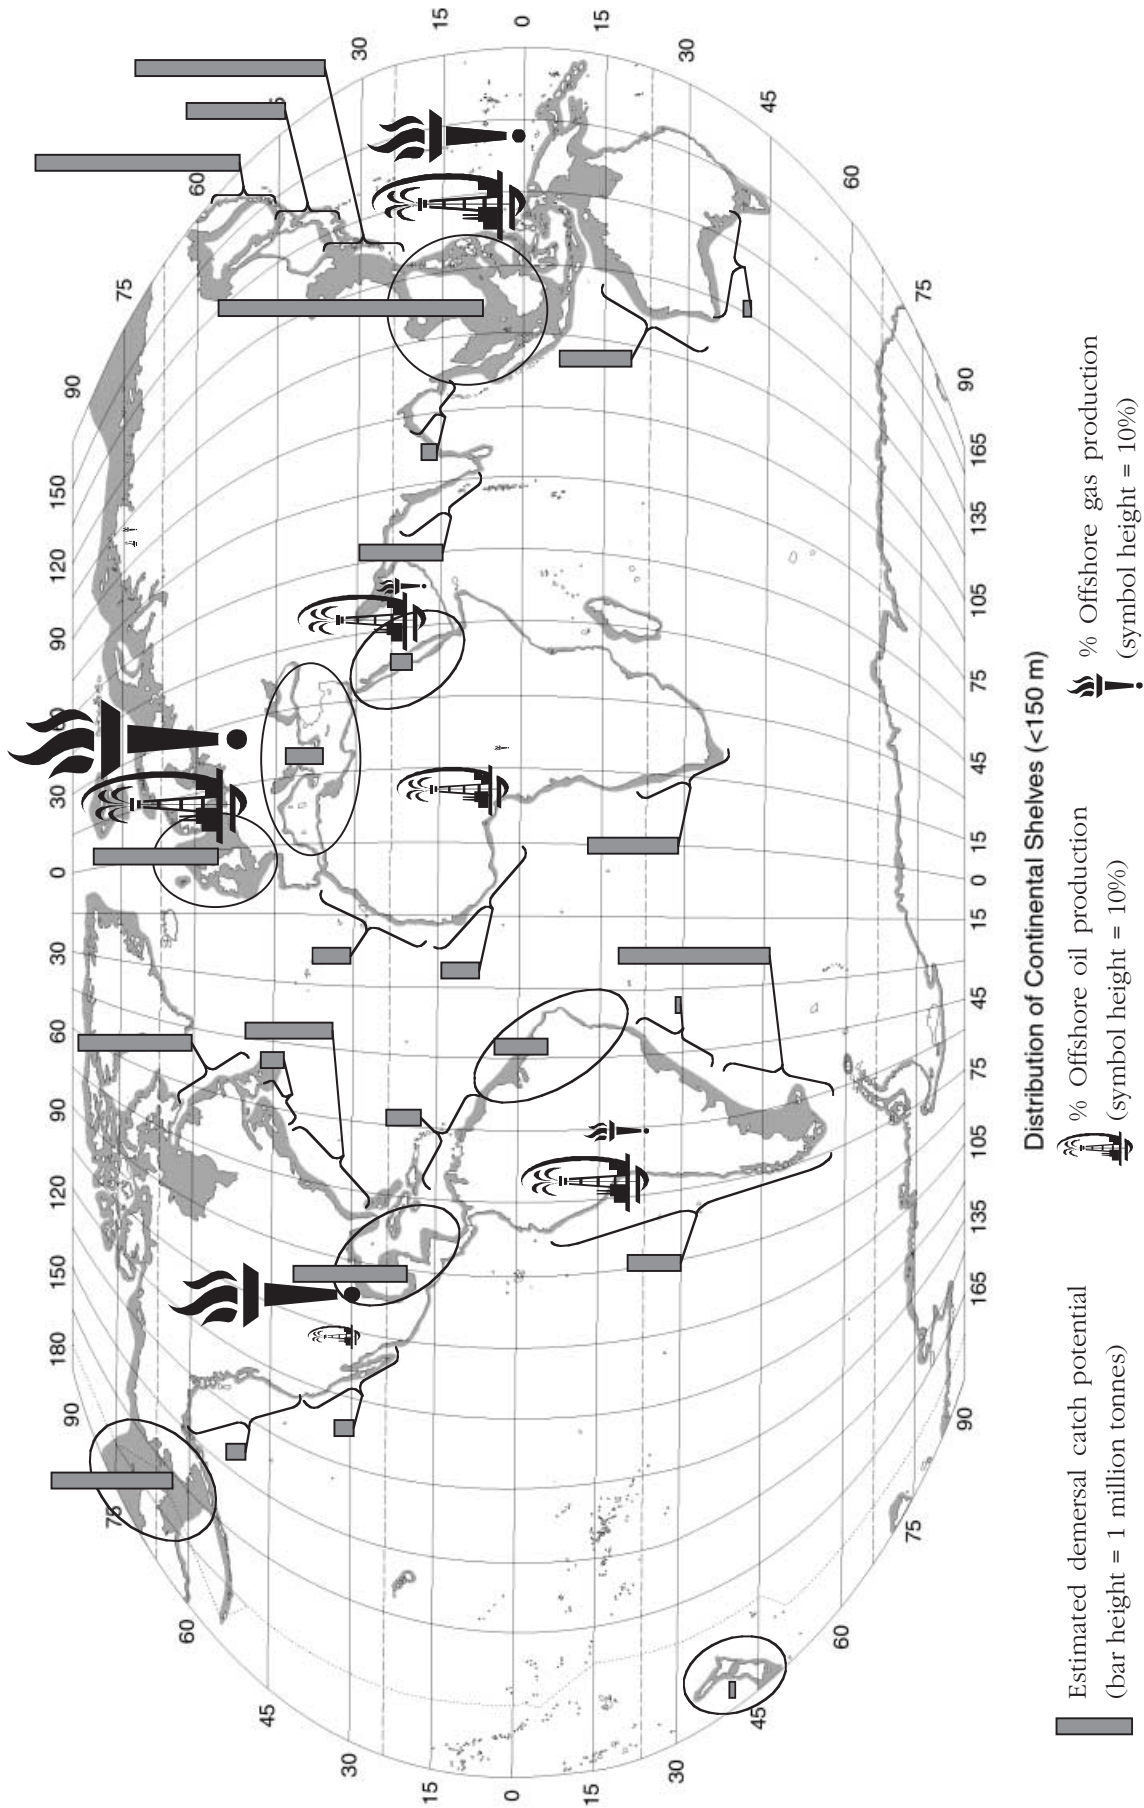 90 180 150 120 90 60 30 0 30 60 90 120 150 90
75 75
60 60
45 5
30 30
15 15
0 0
15 15
30 30
45 45
60 60
75 75
90 165 135 105 75 45 15 0 15 45 75 105 135 165 90
Distribution of Continental Shelves (<150 m)
Estimated demersal catch potential
(bar height = 1 million tonnes)
% Offshore oil production
(symbol height = 10%)
% Offshore gas production
(symbol height = 10%)